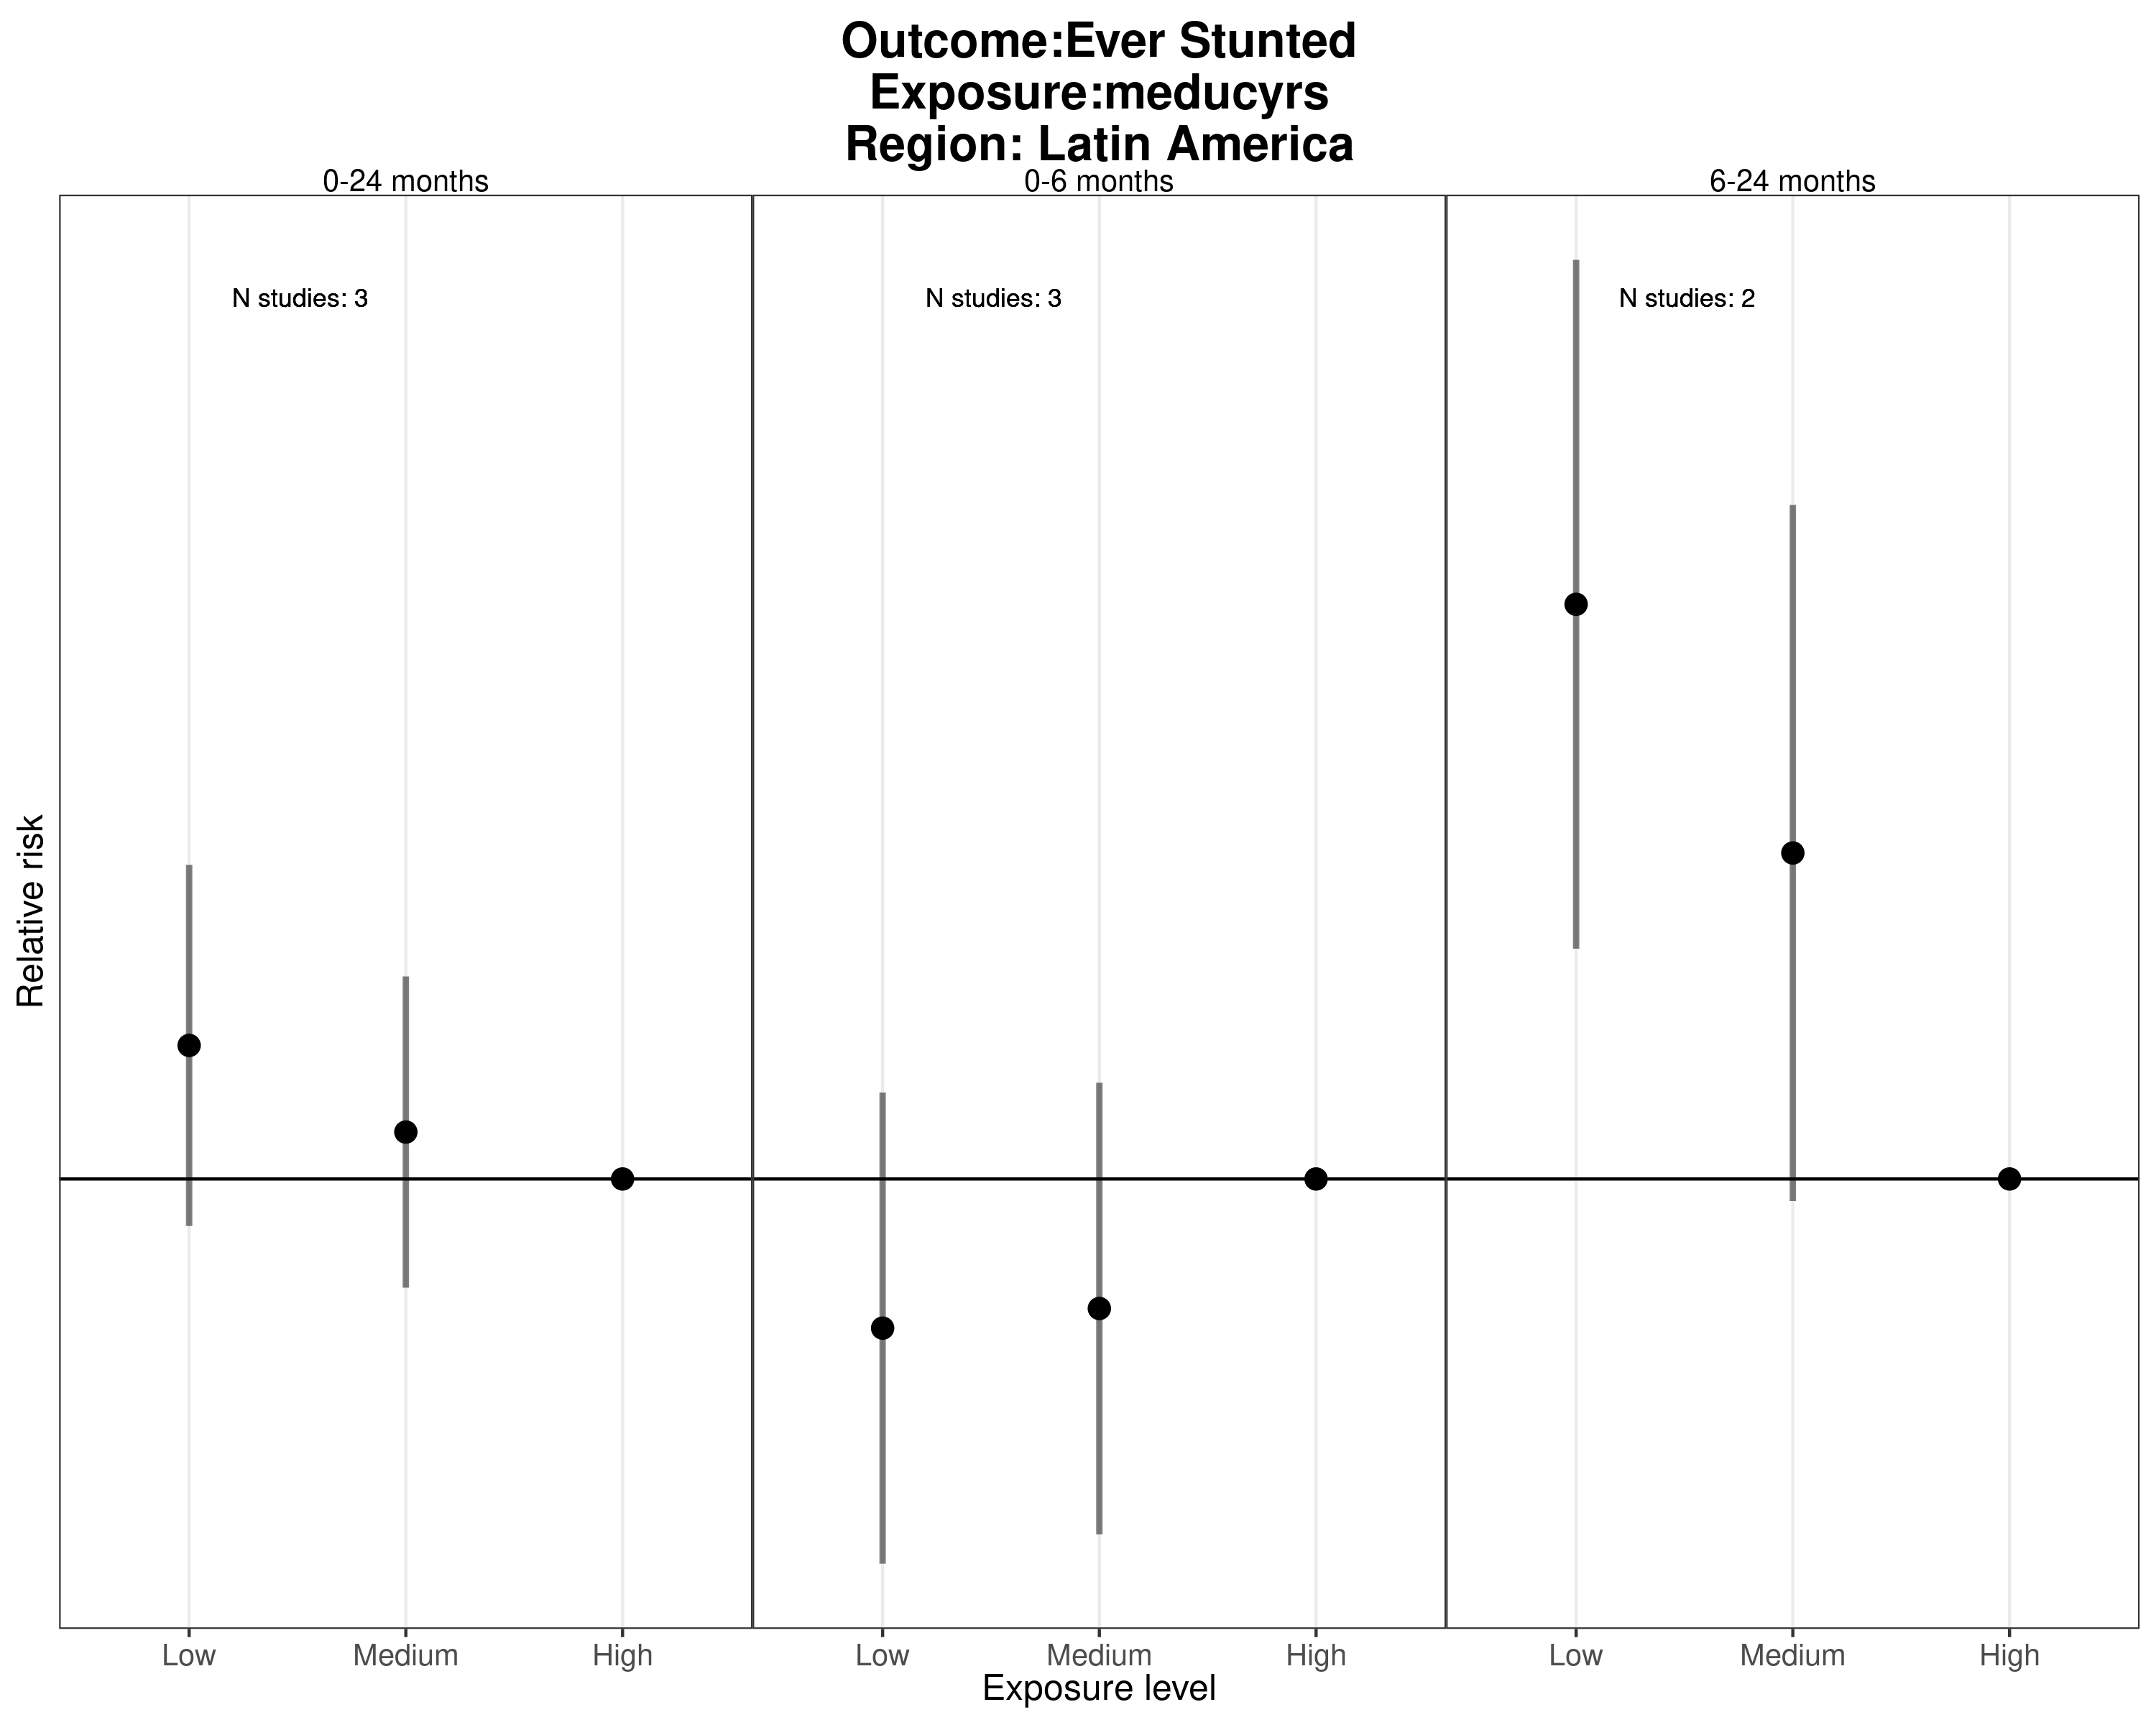 Outcome:Ever Stunted
Exposure:meducyrs
Region: Latin America
0-24 months 0-6 months 6-24 months
N studies: 3 N studies: 3 N studies: 2
Relative risk
Low Medium High Low Medium High Low Medium High
Exposure level